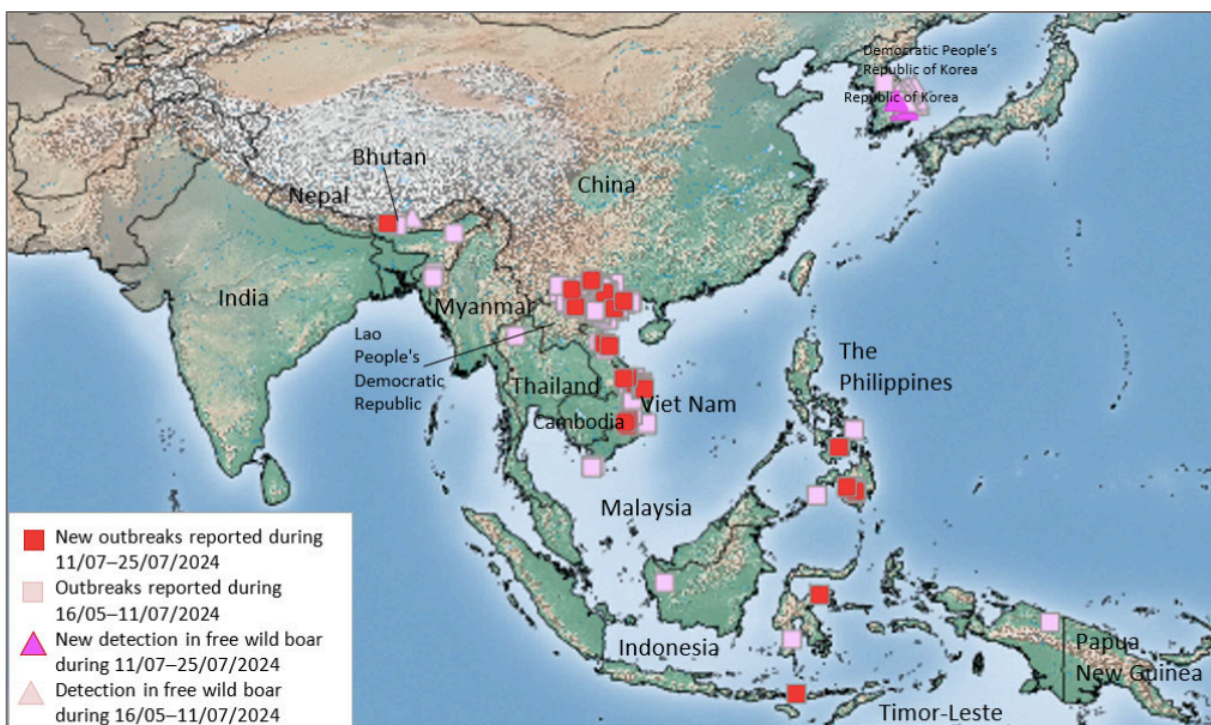 Democratic People's
Republic of Korea
Republic of Korea
Bhutan
Nepal
China
India
Myanmar
Lao
People's
Democratic
Republic
Thailand
The
Philippines
Viet Nam
Cambodia
Malaysia
Indonesia
Papua
New Guinea
Timor-Leste
New outbreaks reported during
11/07–25/07/2024
Outbreaks reported during
16/05–11/07/2024
New detection in free wild boar
during 11/07–25/07/2024
Detection in free wild boar
during 16/05–11/07/2024